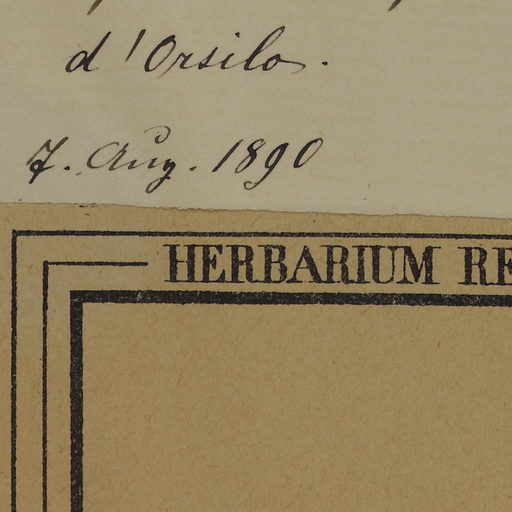 d'Orsilo.
7. Aug. 1890
HERBARIUM RE